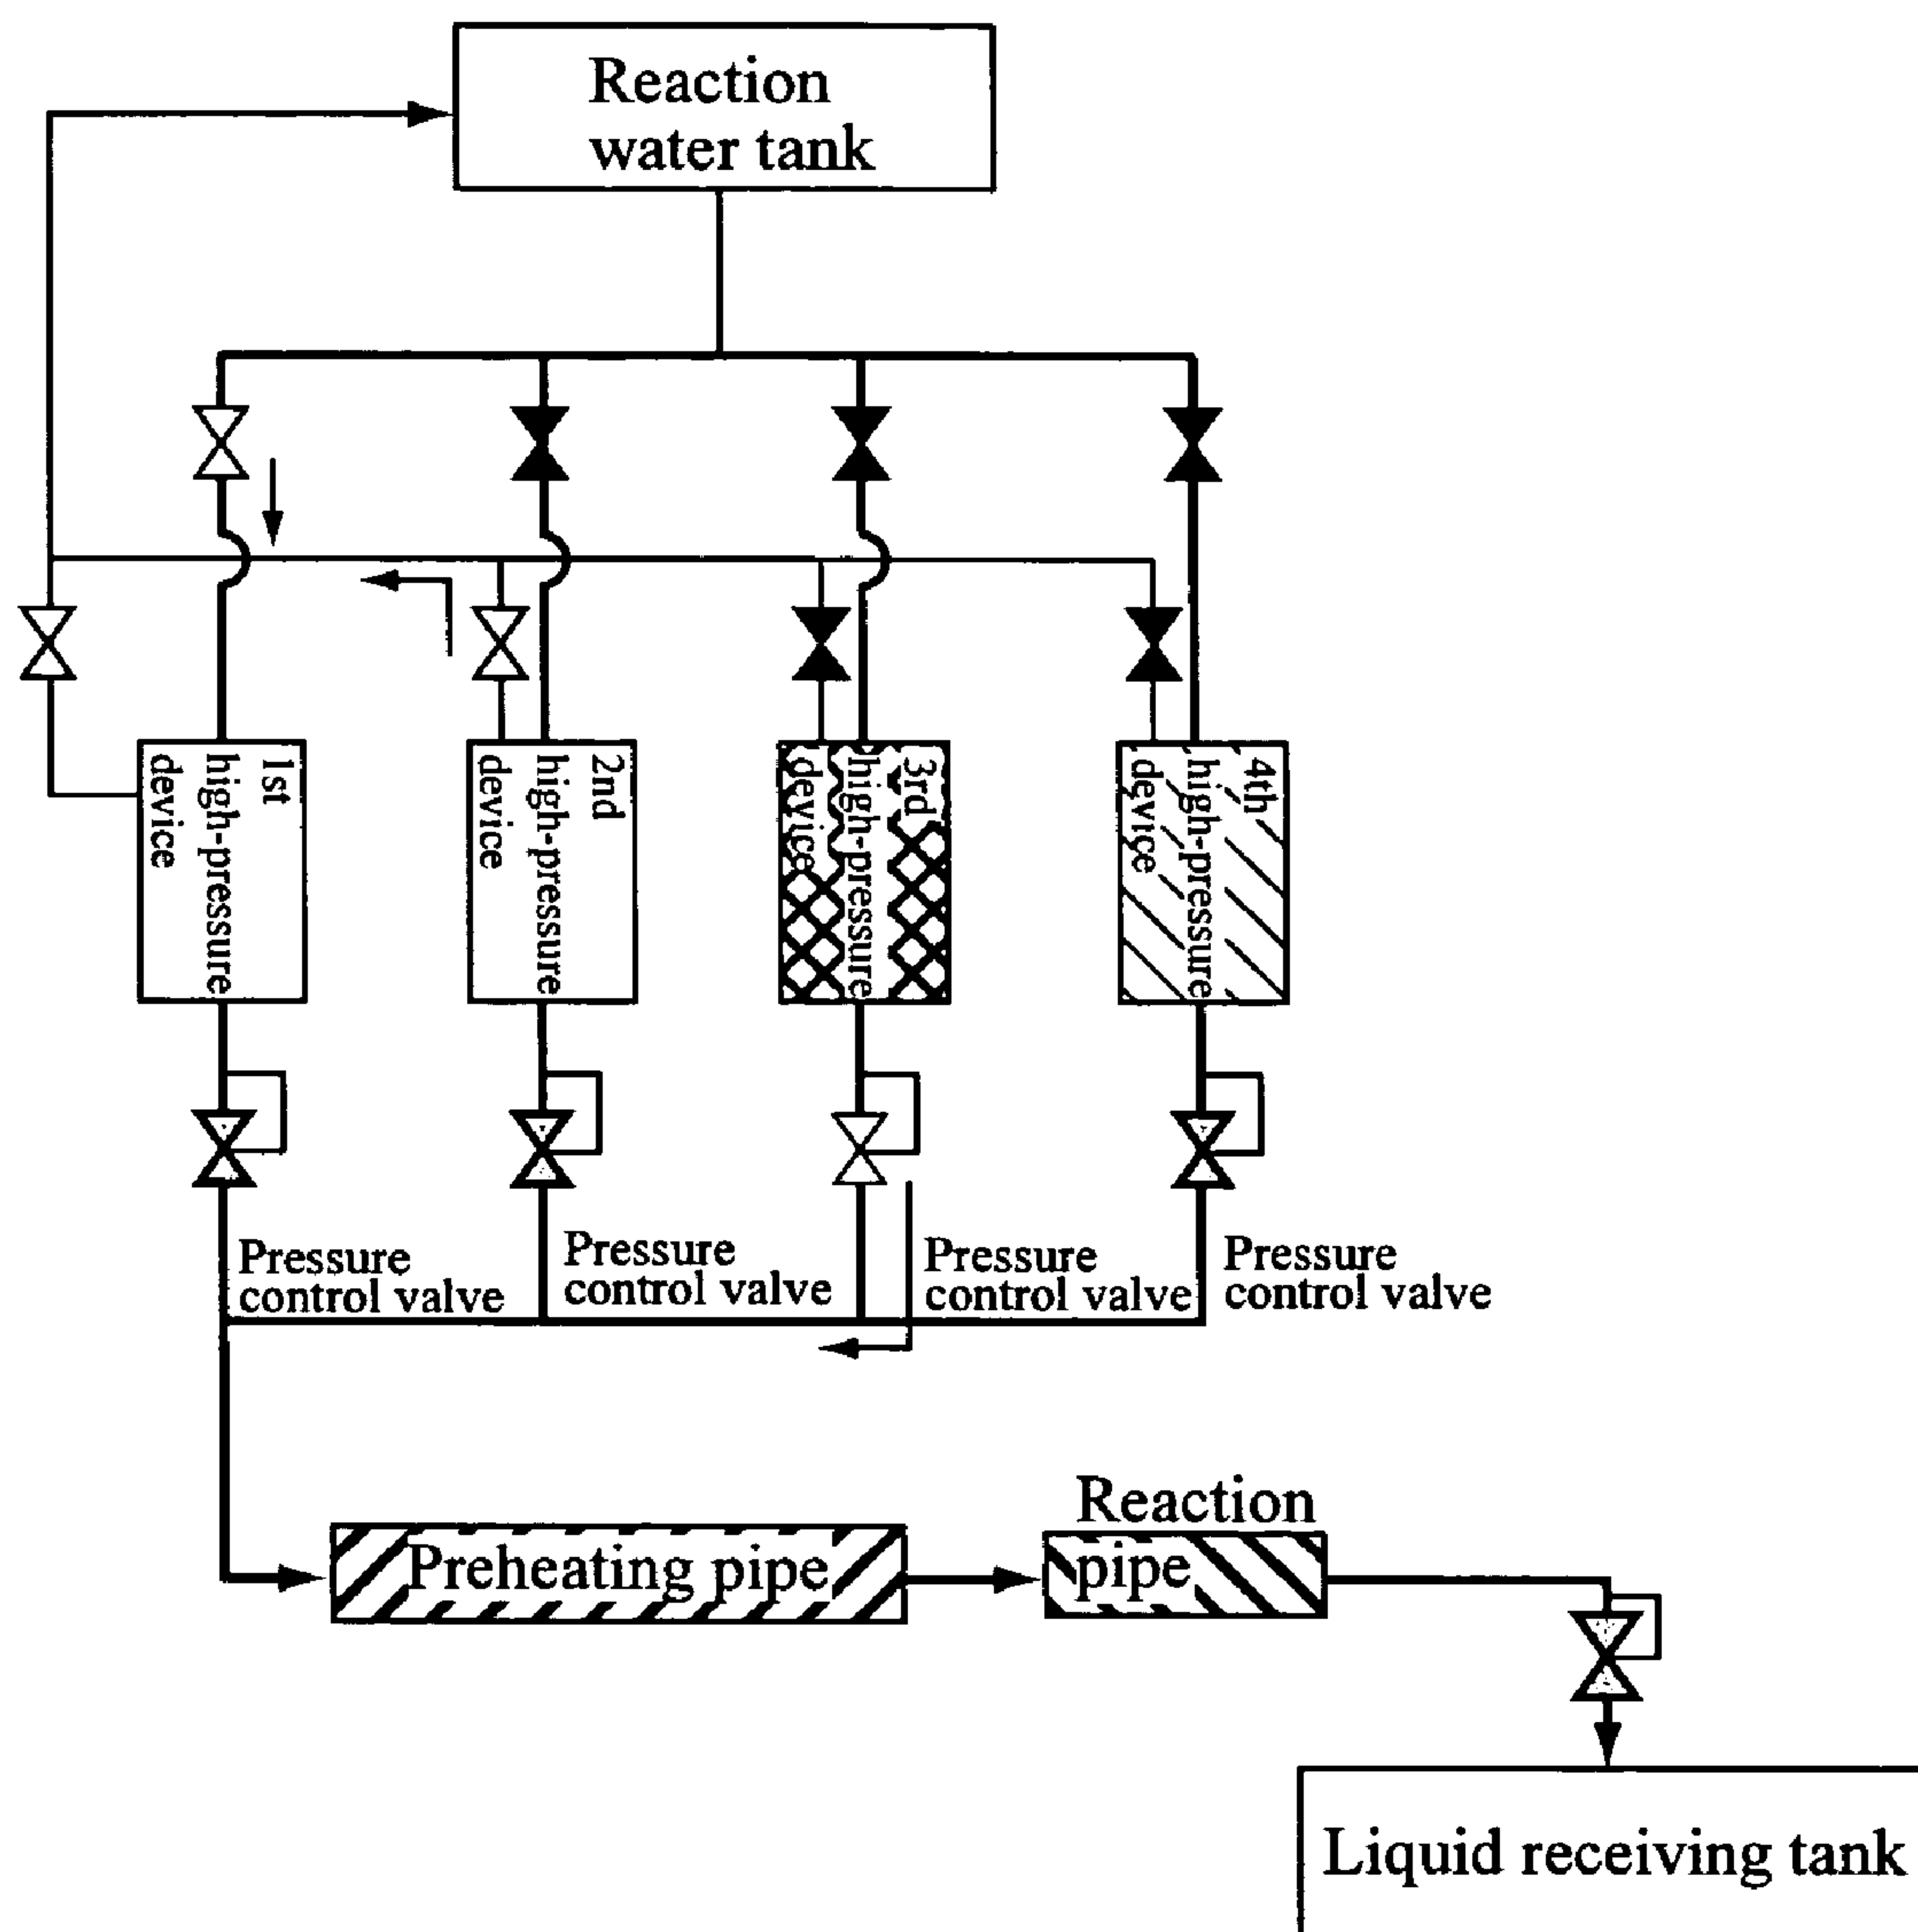 Reaction
water tank
1st
high-pressure
device
2nd
high-pressure
device
3rd
high-pressure
device
4th
high-pressure
device
Pressure
control valve
Pressure
control valve
Pressure
control valve
Pressure
control valve
Preheating pipe
Reaction
pipe
Liquid receiving tank